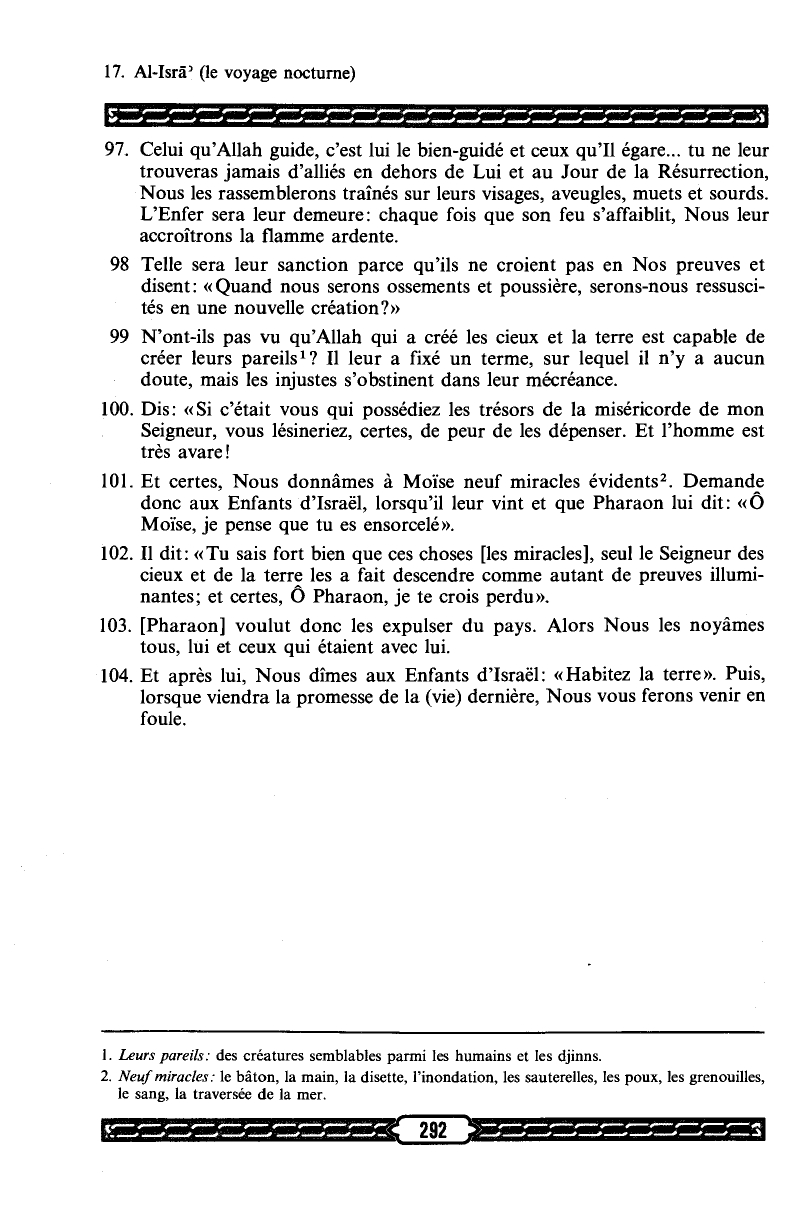 17. Al-Isrā’ (le voyage nocturne)
97. Celui qu’Allah guide, c’est lui le bien-guidé et ceux qu’Il égare... tu ne leur
trouveras jamais d’alliés en dehors de Lui et au Jour de la Résurrection,
Nous les rassemblerons traînés sur leurs visages, aveugles, muets et sourds.
L’Enfer sera leur demeure: chaque fois que son feu s’affaiblit, Nous leur
accroîtrons la flamme ardente.
98 Telle sera leur sanction parce qu’ils ne croient pas en Nos preuves et
disent: «Quand nous serons ossements et poussière, serons-nous ressusci-
tés en une nouvelle création?»
99 N’ont-ils pas vu qu’Allah qui a créé les cieux et la terre est capable de
créer leurs pareils¹? Il leur a fixé un terme, sur lequel il n’y a aucun
doute, mais les injustes s’obstinent dans leur mécréance.
100. Dis: «Si c’était vous qui possédiez les trésors de la miséricorde de mon
Seigneur, vous lésineriez, certes, de peur de les dépenser. Et l’homme est
très avare!
101. Et certes, Nous donnâmes à Moïse neuf miracles évidents². Demande
donc aux Enfants d’Israël, lorsqu’il leur vint et que Pharaon lui dit: «Ô
Moïse, je pense que tu es ensorcelé».
102. Il dit: «Tu sais fort bien que ces choses [les miracles], seul le Seigneur des
cieux et de la terre les a fait descendre comme autant de preuves illumi-
nantes; et certes, Ô Pharaon, je te crois perdu».
103. [Pharaon] voulut donc les expulser du pays. Alors Nous les noyâmes
tous, lui et ceux qui étaient avec lui.
104. Et après lui, Nous dîmes aux Enfants d’Israël: «Habitez la terre». Puis,
lorsque viendra la promesse de la (vie) dernière, Nous vous ferons venir en
foule.
1. Leurs pareils: des créatures semblables parmi les humains et les djinns.
2. Neuf miracles: le bâton, la main, la disette, l’inondation, les sauterelles, les poux, les grenouilles,
le sang, la traversée de la mer.
292